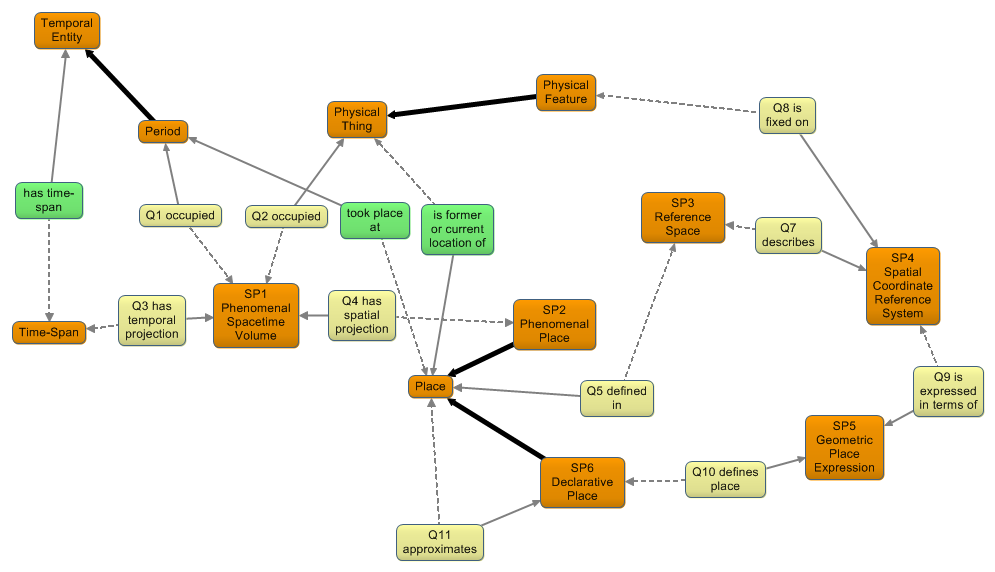 Temporal
Entity
Physical
Feature
Physical
Thing
Q8 is
fixed on
Period
has time-
span
Q1 occupied
Q2 occupied
took place
at
is former
or current
location of
SP3
Reference
Space
Q7
describes
SP4
Spatial
Coordinate
Reference
System
SP1
Phenomenal
Spacetime
Volume
Q3 has
temporal
projection
Q4 has
spatial
projection
SP2
Phenomenal
Place
Time-Span
Place
Q5 defined
in
Q9 is
expressed
in terms of
SP5
Geometric
Place
Expression
SP6
Declarative
Place
Q10 defines
place
Q11
approximates